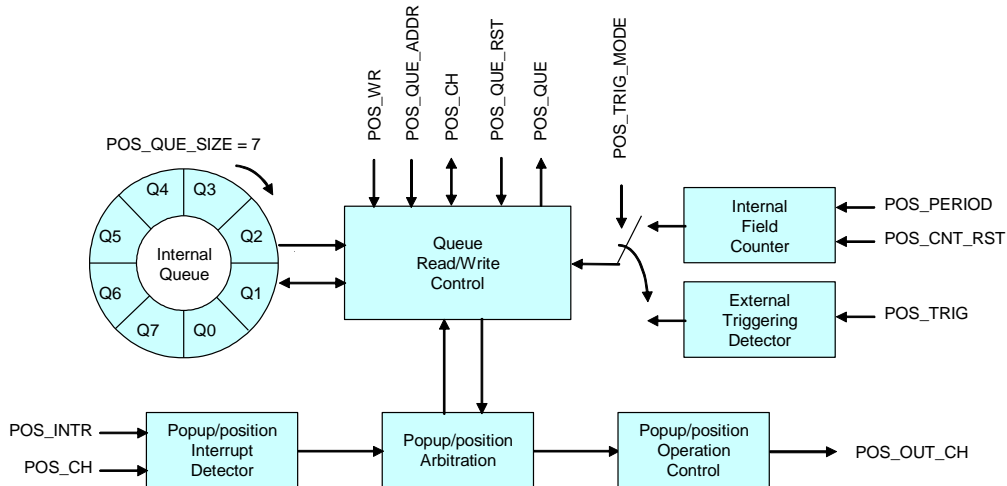 POS_WR
POS_QUE_ADDR
POS_CH
POS_QUE_RST
POS_QUE
POS_TRIG_MODE
POS_QUE_SIZE = 7
Q4
Q3
Q5
Q2
Q6
Q1
Q7
Q0
Internal
Queue
Queue
Read/Write
Control
Internal
Field
Counter
POS_PERIOD
POS_CNT_RST
External
Triggering
Detector
POS_TRIG
POS_INTR
POS_CH
Popup/position
Interrupt
Detector
Popup/position
Arbitration
Popup/position
Operation
Control
POS_OUT_CH